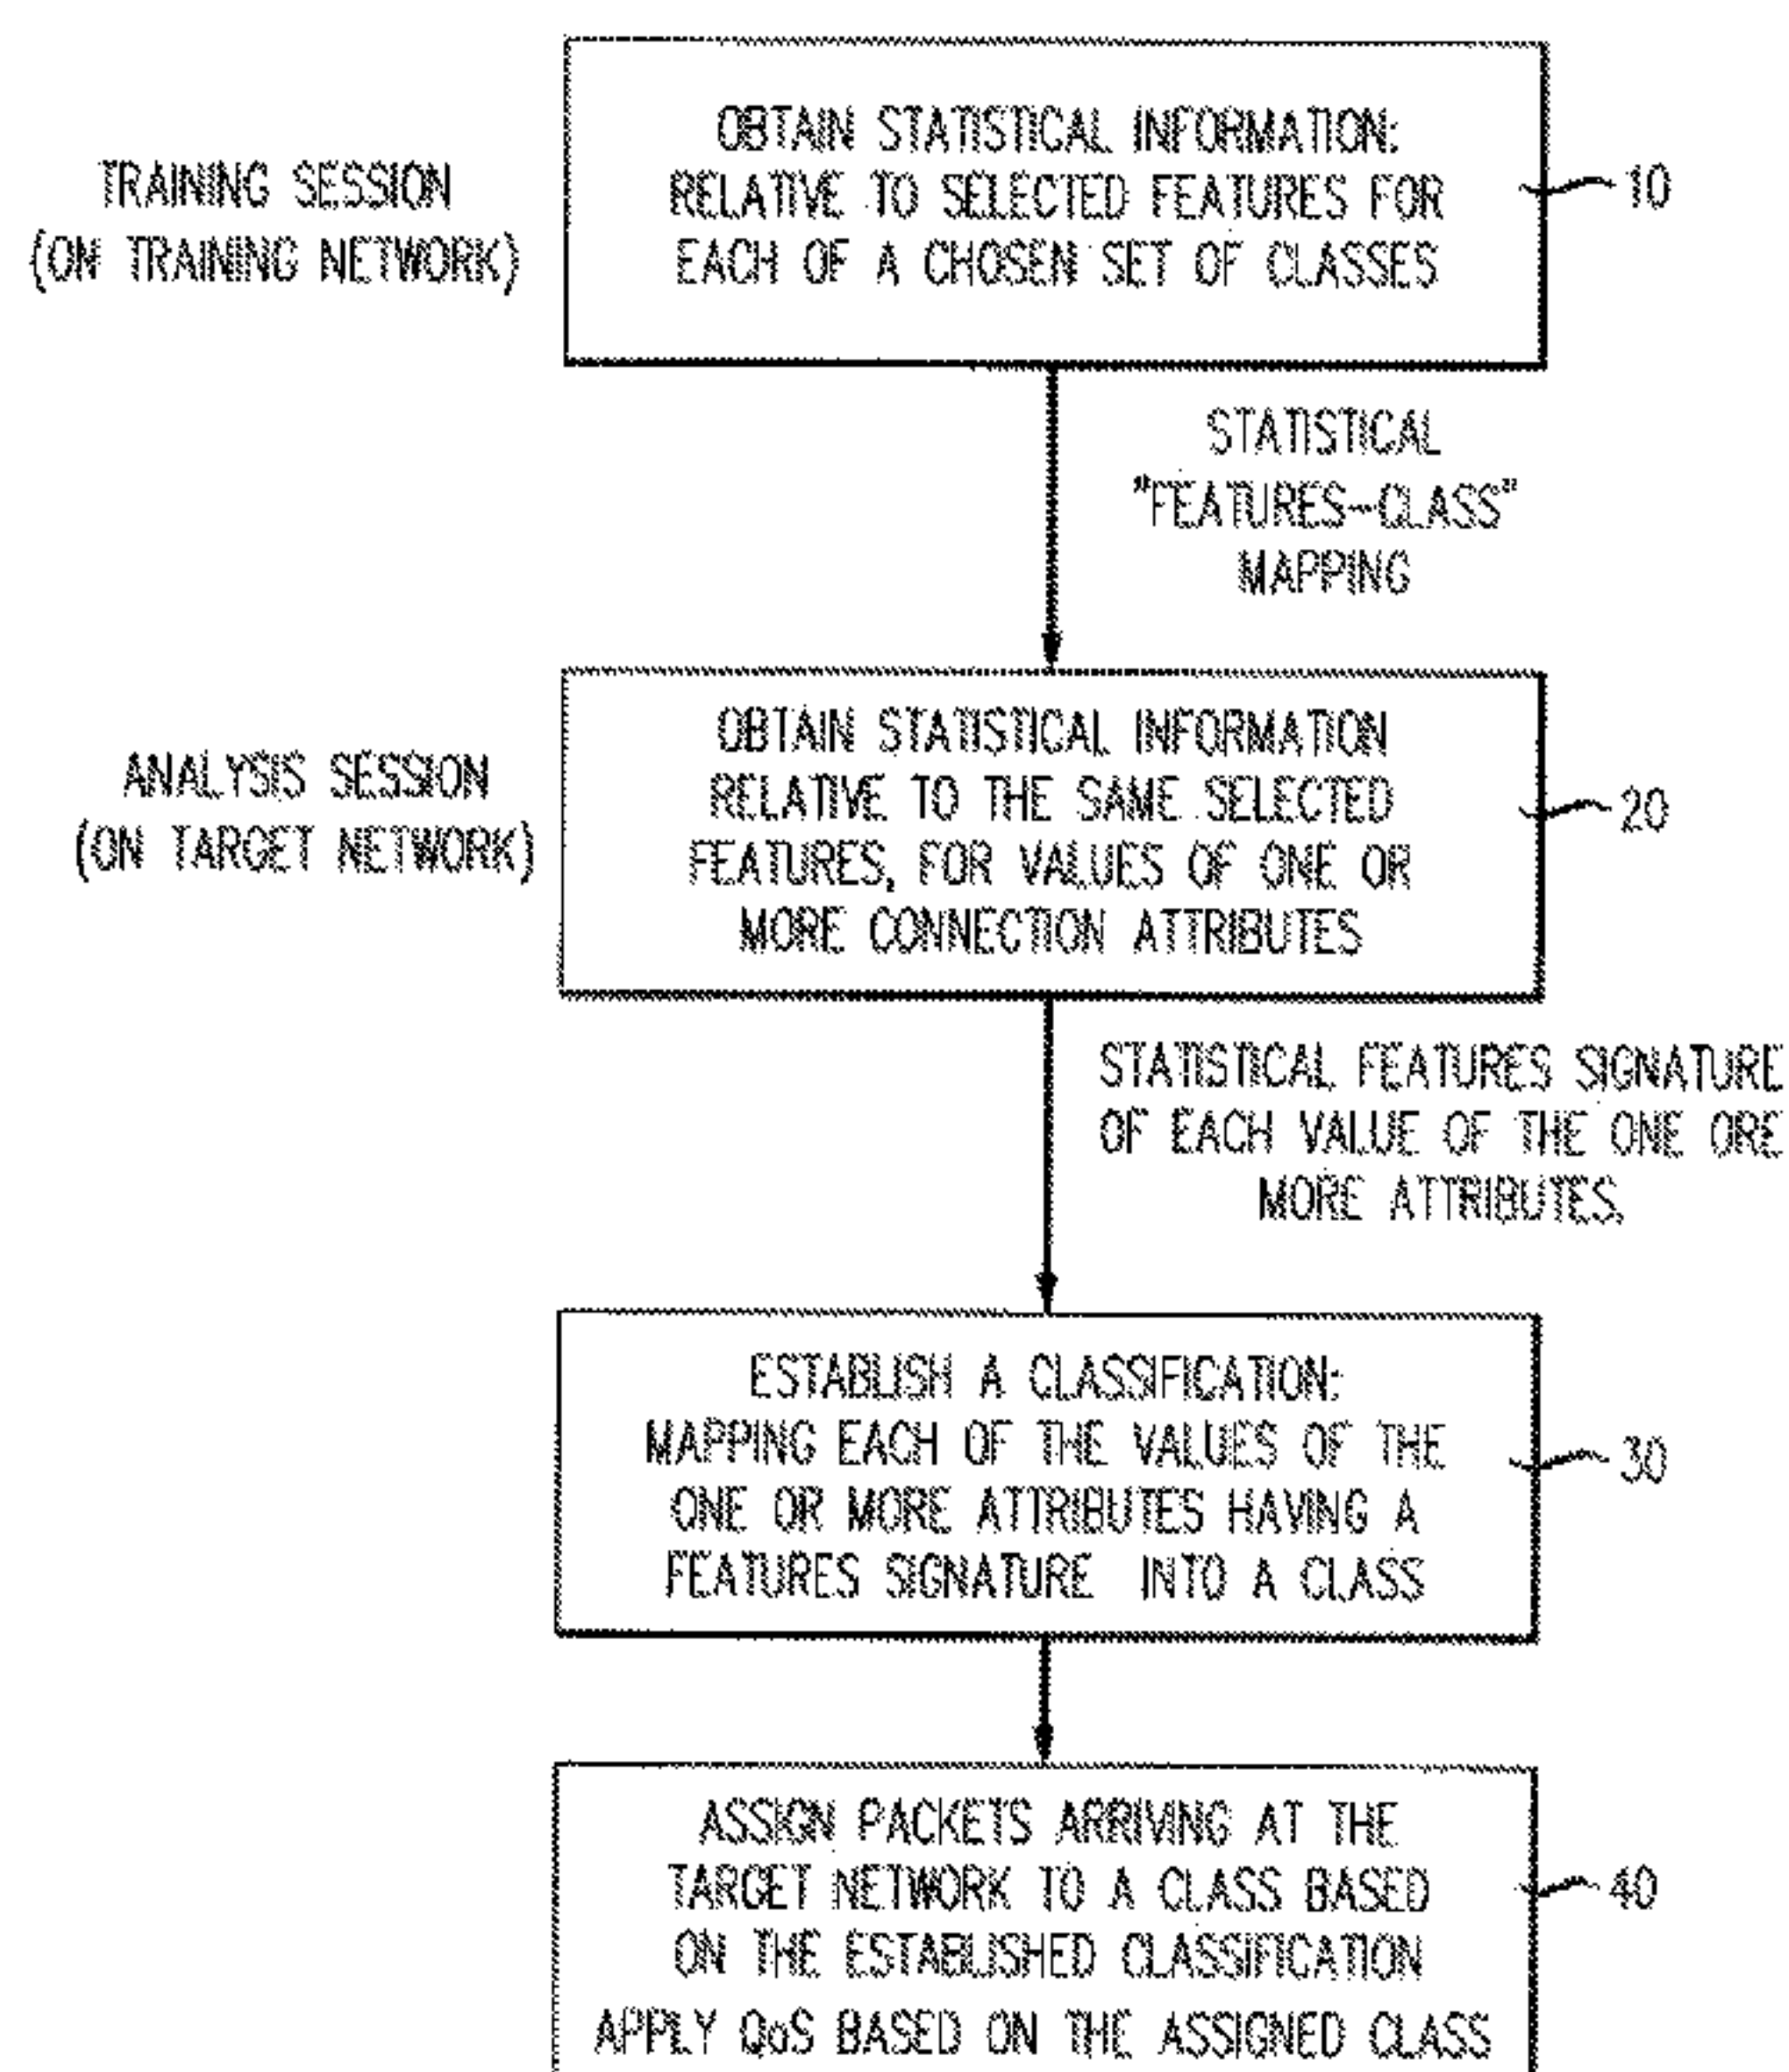 OBTAIN STATISTICAL INFORMATION:
RELATIVE TO SELECTED FEATURES FOR
EACH OF A CHOSEN SET OF CLASSES
10
TRAINING SESSION
(ON TRAINING NETWORK)
STATISTICAL
"FEATURES-CLASS"
MAPPING
OBTAIN STATISTICAL INFORMATION
RELATIVE TO THE SAME SELECTED
FEATURES, FOR VALUES OF ONE OR
MORE CONNECTION ATTRIBUTES
20
ANALYSIS SESSION
(ON TARGET NETWORK)
STATISTICAL FEATURES SIGNATURE
OF EACH VALUE OF THE ONE ORE
MORE ATTRIBUTES,
ESTABLISH A CLASSIFICATION:
MAPPING EACH OF THE VALUES OF THE
ONE OR MORE ATTRIBUTES HAVING A
FEATURES SIGNATURE INTO A CLASS
30
ASSIGN PACKETS ARRIVING AT THE
TARGET NETWORK TO A CLASS BASED
ON THE ESTABLISHED CLASSIFICATION
APPLY QoS BASED ON THE ASSIGNED CLASS
40